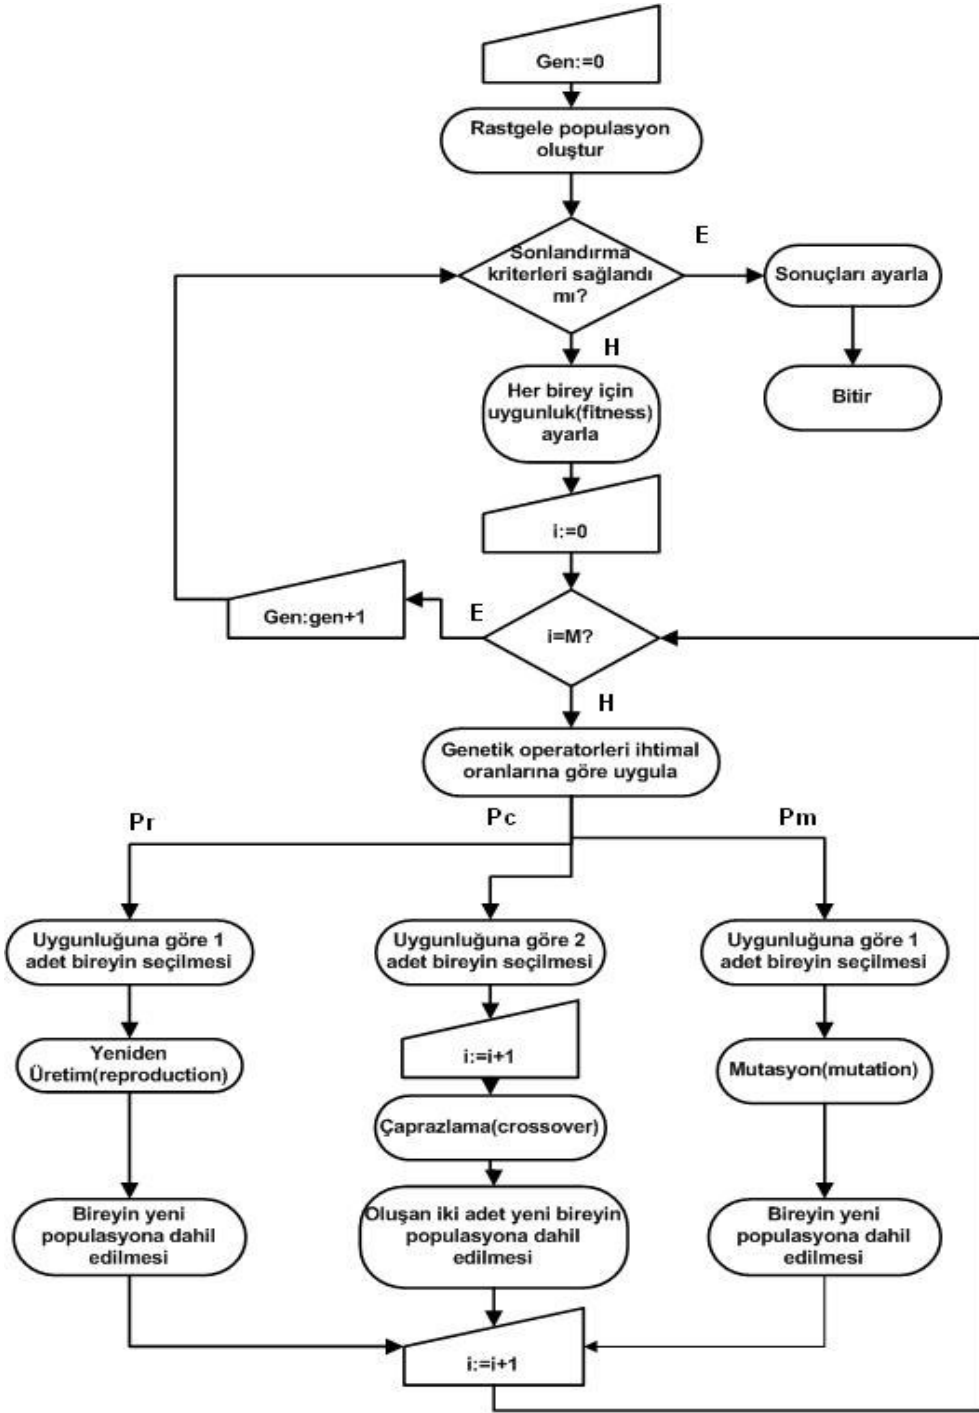 Gen:=0
Rastgele populasyon
oluştur
Sonlandırma
kriterleri sağlandı
mı?
E
Sonuçları ayarla
Bitir
H
Her birey için
uygunluk(fitness)
ayarla
i:=0
i=M?
E
Gen:gen+1
H
Genetik operatorleri ihtimal
oranlarına göre uygula
Pr
Pc
Pm
Uygunluğuna göre 1
adet bireyin seçilmesi
Yeniden
Üretim(reproduction)
Bireyin yeni
populasyona dahil
edilmesi
Uygunluğuna göre 2
adet bireyin seçilmesi
i:=i+1
Çaprazlama(crossover)
Oluşan iki adet yeni bireyin
populasyona dahil
edilmesi
Uygunluğuna göre 1
adet bireyin seçilmesi
Mutasyon(mutation)
Bireyin yeni
populasyona dahil
edilmesi
i:=i+1